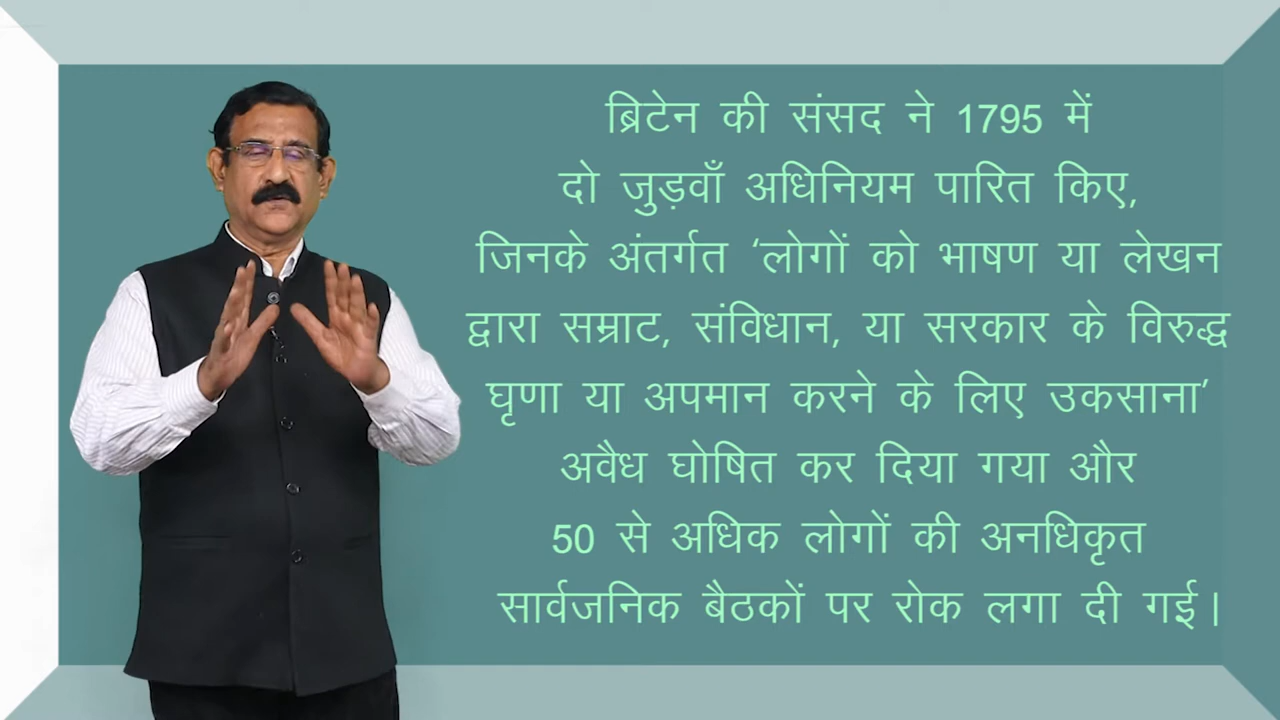 ब्रिटेन की संसद ने 1795 में
दो जुड़वाँ अधिनियम पारित किए,
जिनके अंतर्गत ‘लोगों को भाषण या लेखन
द्वारा सम्राट, संविधान, या सरकार के विरुद्ध
घृणा या अपमान करने के लिए उकसाना’
अवैध घोषित कर दिया गया और
50 से अधिक लोगों की अनधिकृत
सार्वजनिक बैठकों पर रोक लगा दी गई।